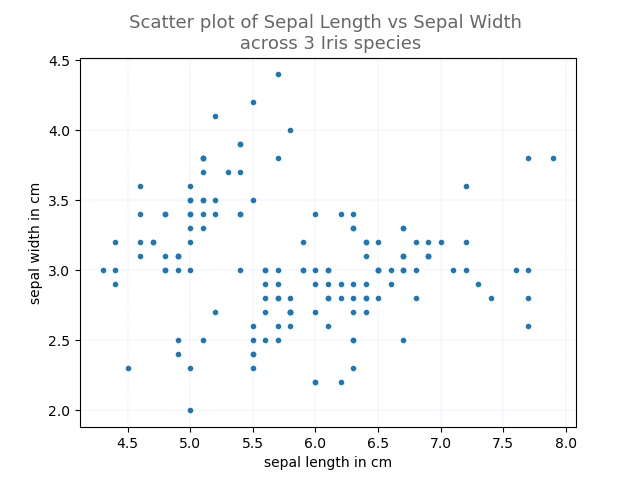 Scatter plot of Sepal Length vs Sepal Width
across 3 Iris species
4.5
4.0
3.5
3.0
2.5
2.0
sepal width in cm
4.5 5.0 5.5 6.0 6.5 7.0 7.5 8.0
sepal length in cm